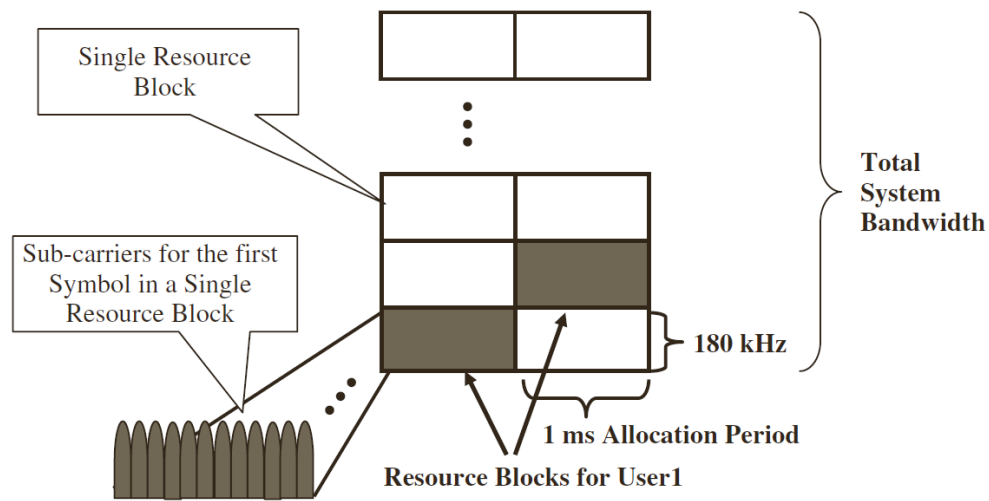 Single Resource
Block
Total
System
Bandwidth
Sub-carriers for the first
Symbol in a Single
Resource Block
180 kHz
1 ms Allocation Period
Resource Blocks for User1